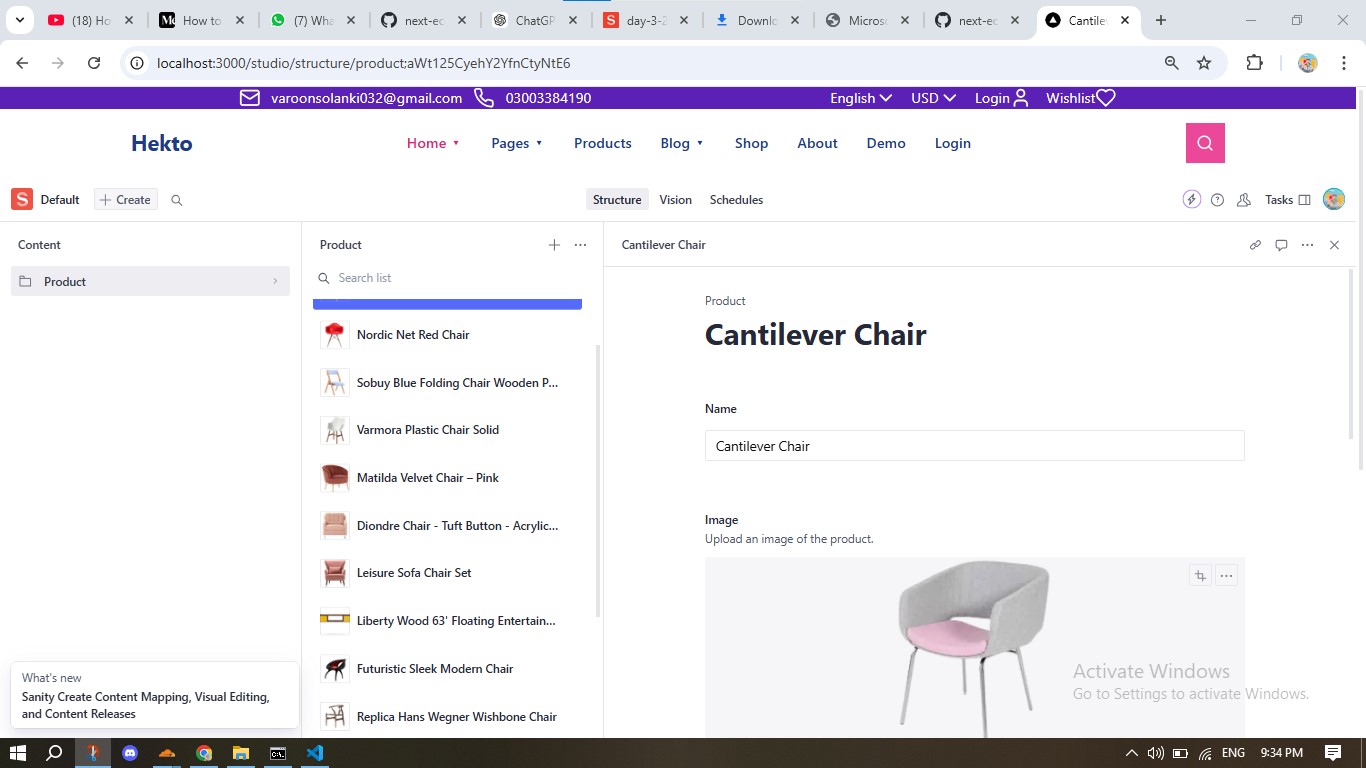 (18) Ho
How to
(7) Wha
next-ec
ChatGP
day-3-2
Downlo
Micros
next-ec
Cantilev
localhost:3000/studio/structure/product;aWt125CyehY2YfnCtyNtE6
varoonsolanki032@gmail.com 03003384190 English USD Login Wishlist
Hekto Home Pages Products Blog Shop About Demo Login
S Default Create Structure Vision Schedules Tasks
Content
Product
Product
Search list
Nordic Net Red Chair
Sobuy Blue Folding Chair Wooden P...
Varmora Plastic Chair Solid
Matilda Velvet Chair – Pink
Diondre Chair - Tuft Button - Acrylic...
Leisure Sofa Chair Set
Liberty Wood 63' Floating Entertain...
Futuristic Sleek Modern Chair
Replica Hans Wegner Wishbone Chair
Cantilever Chair
Product
Cantilever Chair
Name
Cantilever Chair
Image
Upload an image of the product.
What's new
Sanity Create Content Mapping, Visual Editing,
and Content Releases
Activate Windows
Go to Settings to activate Windows.
ENG 9:34 PM